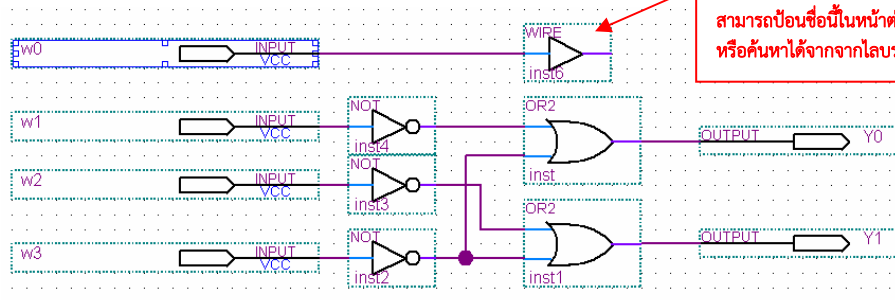 สามารถป้อนชื่อนี้ในหน้าต่
หรือค้นหาได้จากจากไลบร
w0
INPUT
VCC
WIRE
inst6
w1
INPUT
VCC
NOT
inst4
OR2
inst
OUTPUT
Y0
w2
INPUT
VCC
NOT
inst3
w3
INPUT
VCC
NOT
inst2
OR2
inst1
OUTPUT
Y1